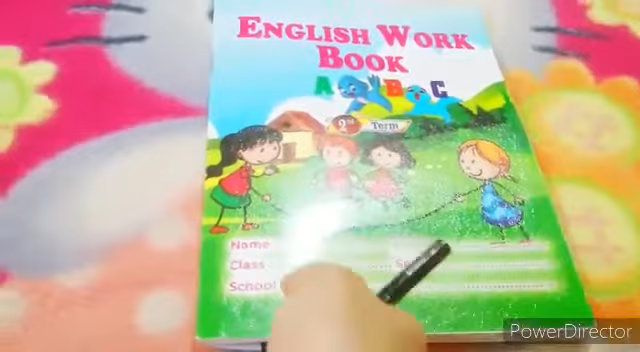 ENGLISH WORK
BOOK
A B C
2nd Term
Name
Class
School
PowerDirector